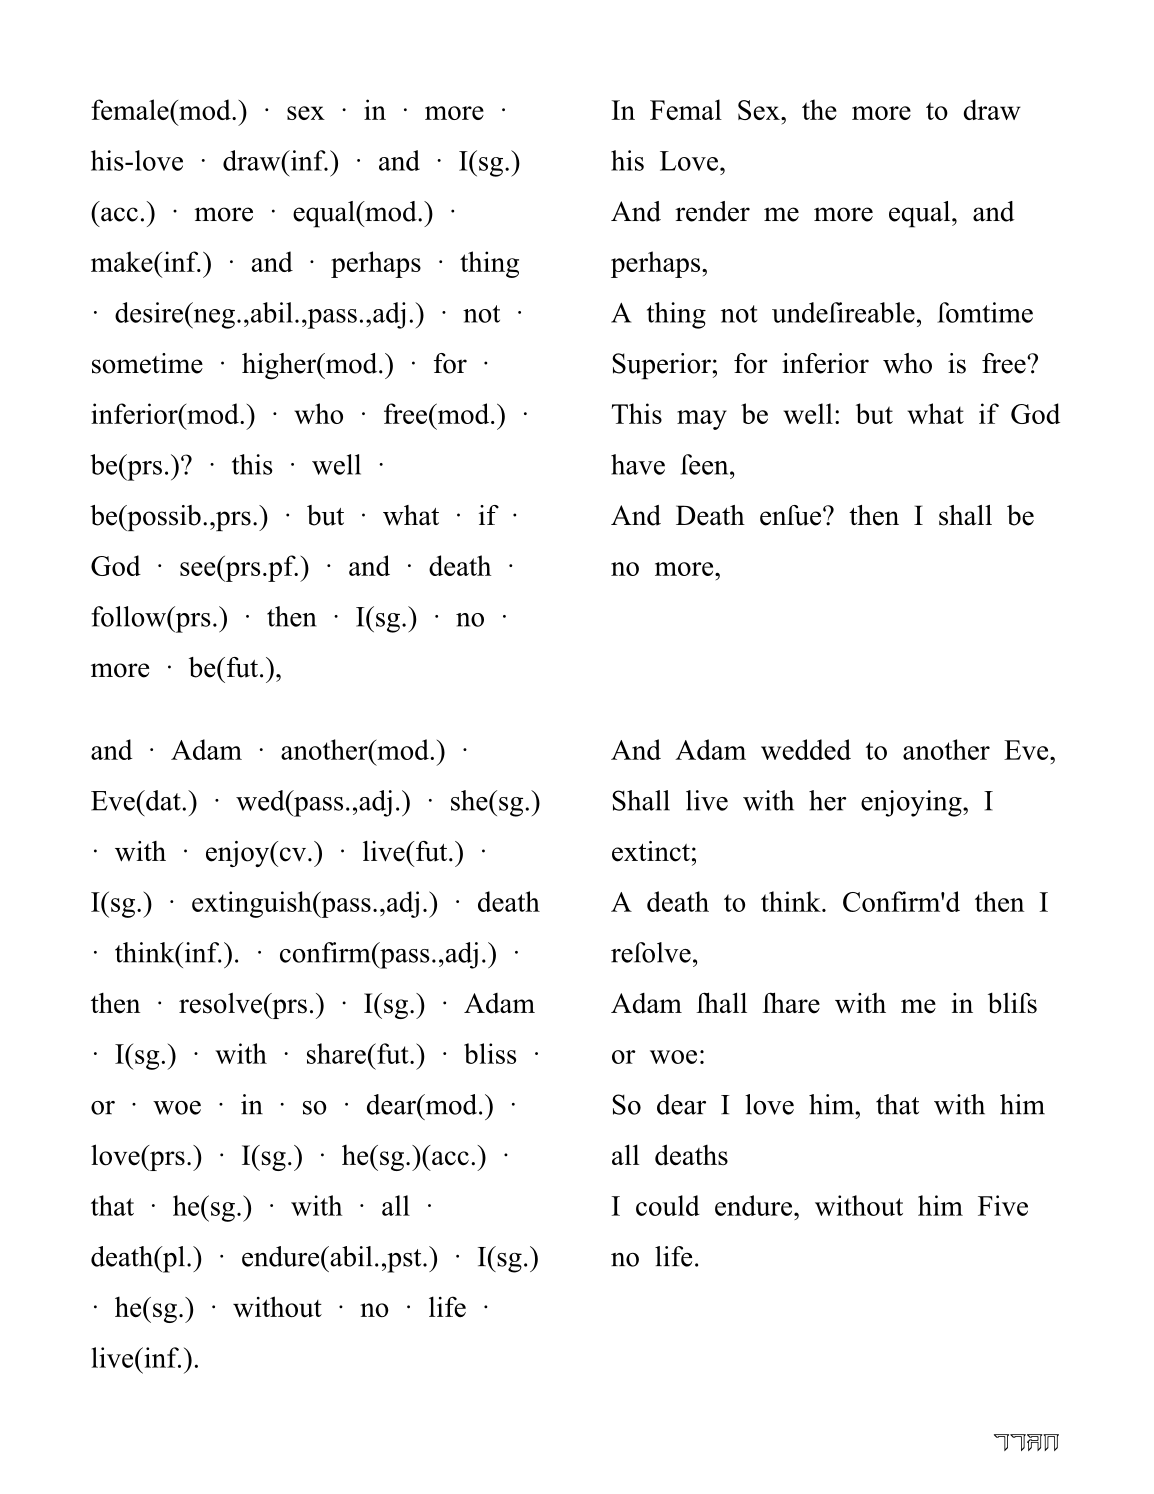 female(mod.) · sex · in · more ·
his-love · draw(inf.) · and · I(sg.)
(acc.) · more · equal(mod.) ·
make(inf.) · and · perhaps · thing
· desire(neg.,abil.,pass.,adj.) · not ·
sometime · higher(mod.) · for ·
inferior(mod.) · who · free(mod.) ·
be(prs.)? · this · well ·
be(possib.,prs.) · but · what · if ·
God · see(prs.pf.) · and · death ·
follow(prs.) · then · I(sg.) · no ·
more · be(fut.),
In Femal Sex, the more to draw
his Love,
And render me more equal, and
perhaps,
A thing not undeſireable, ſomtime
Superior; for inferior who is free?
This may be well: but what if God
have ſeen,
And Death enſue? then I shall be
no more,
and · Adam · another(mod.) ·
Eve(dat.) · wed(pass.,adj.) · she(sg.)
· with · enjoy(cv.) · live(fut.) ·
I(sg.) · extinguish(pass.,adj.) · death
· think(inf.). · confirm(pass.,adj.) ·
then · resolve(prs.) · I(sg.) · Adam
· I(sg.) · with · share(fut.) · bliss ·
or · woe · in · so · dear(mod.) ·
love(prs.) · I(sg.) · he(sg.)(acc.) ·
that · he(sg.) · with · all ·
death(pl.) · endure(abil.,pst.) · I(sg.)
· he(sg.) · without · no · life ·
live(inf.).
And Adam wedded to another Eve,
Shall live with her enjoying, I
extinct;
A death to think. Confirm'd then I
reſolve,
Adam ſhall ſhare with me in bliſs
or woe:
So dear I love him, that with him
all deaths
I could endure, without him Five
no life.